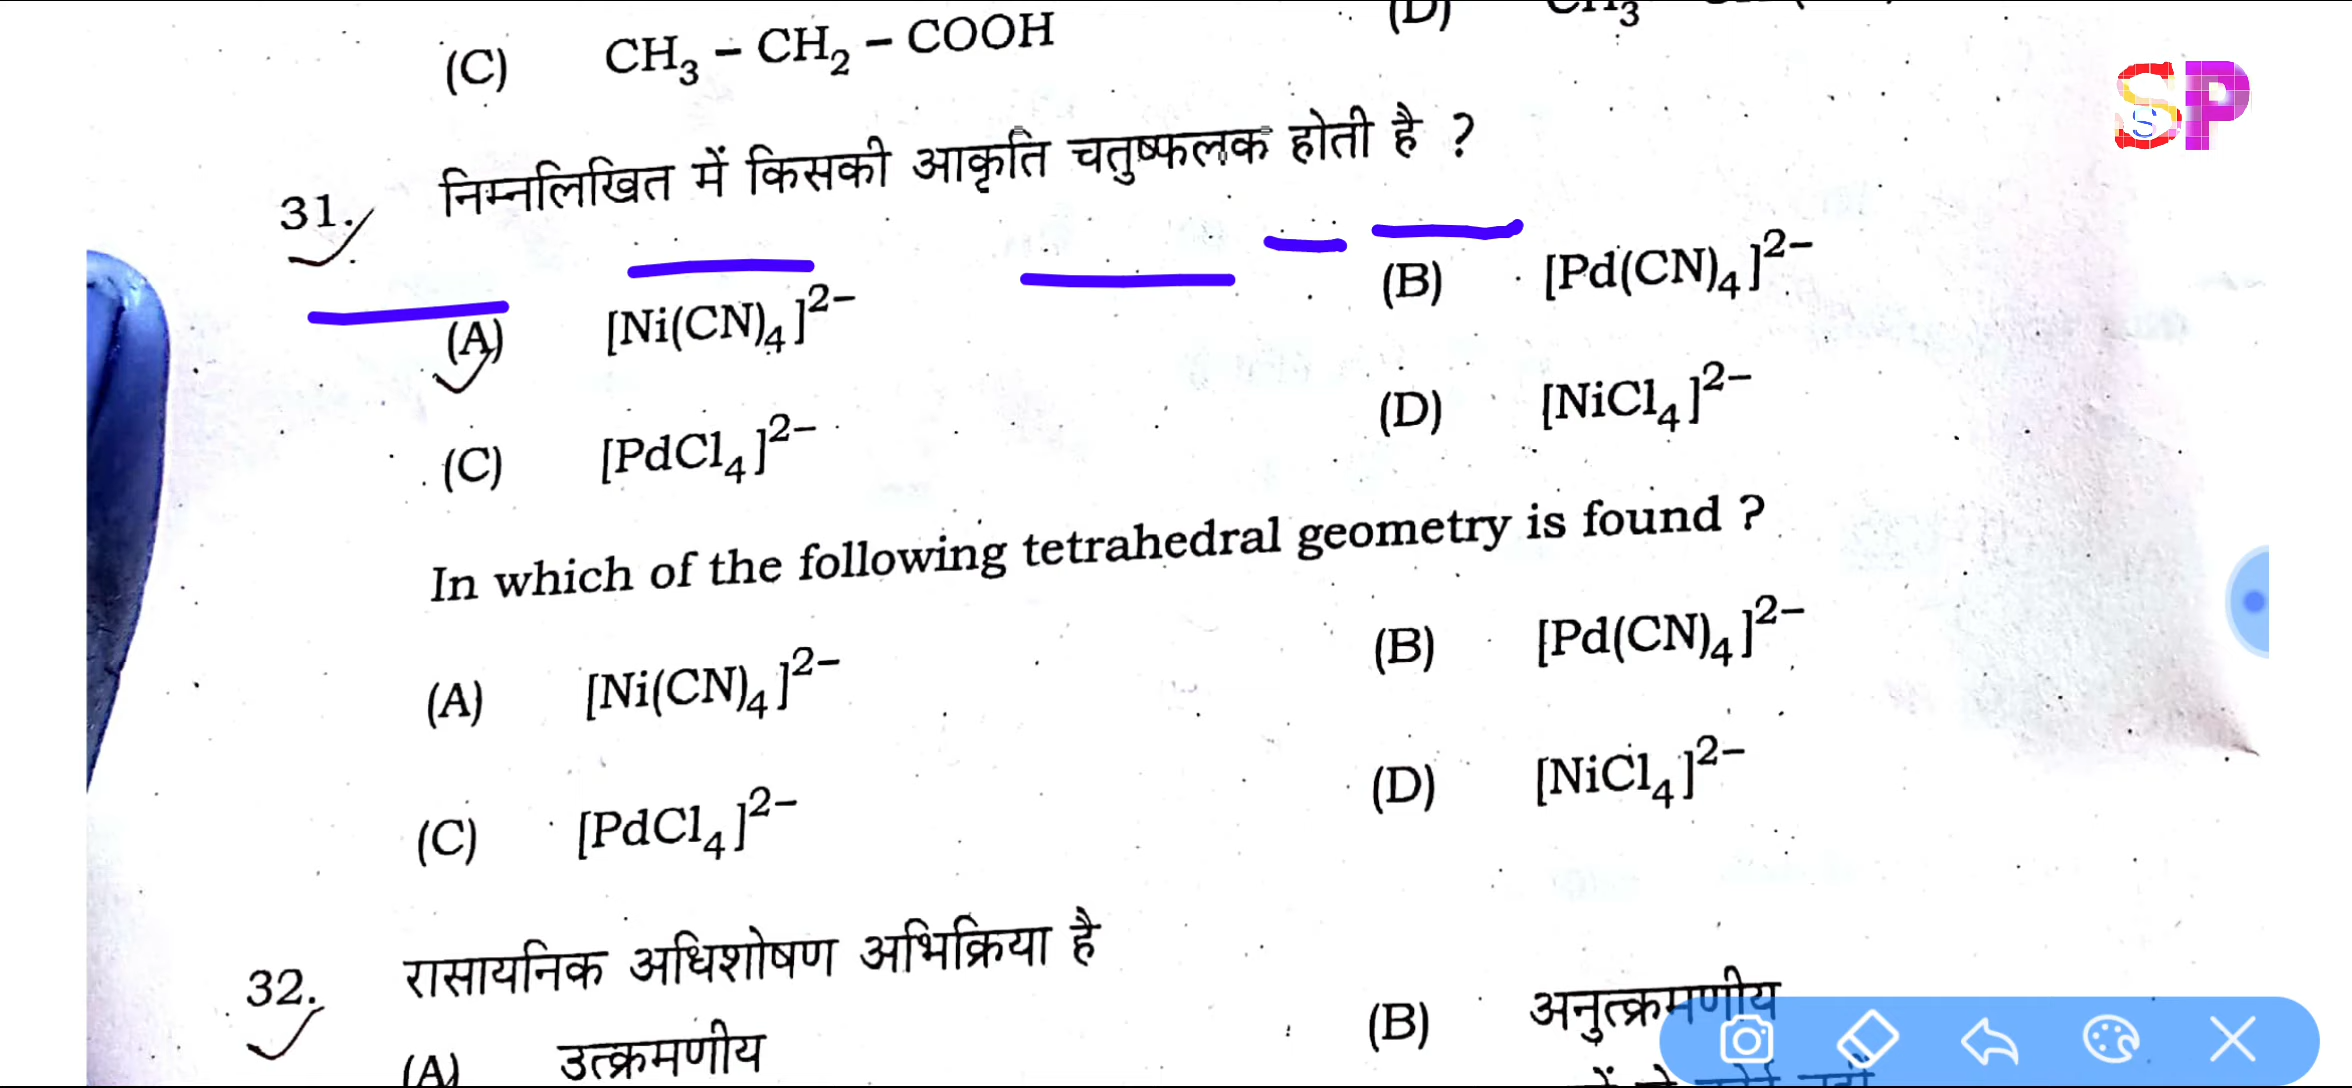 (C) CH₃ – CH₂ – COOH (D) CH₃
SP
S
31. निम्नलिखित में किसकी आकृति चतुष्फलक होती है ?
(A) [Ni(CN)₄]²⁻ (B) [Pd(CN)₄]²⁻
(C) [PdCl₄]²⁻ (D) [NiCl₄]²⁻
In which of the following tetrahedral geometry is found ?
(A) [Ni(CN)₄]²⁻ (B) [Pd(CN)₄]²⁻
(C) [PdCl₄]²⁻ (D) [NiCl₄]²⁻
32. रासायनिक अधिशोषण अभिक्रिया है
(A) उत्क्रमणीय (B) अनुत्क्रमणीय